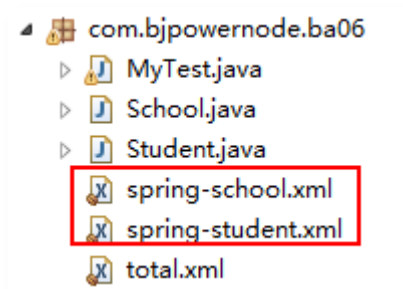 com.bjpowernode.ba06
MyTest.java
School.java
Student.java
spring-school.xml
spring-student.xml
total.xml